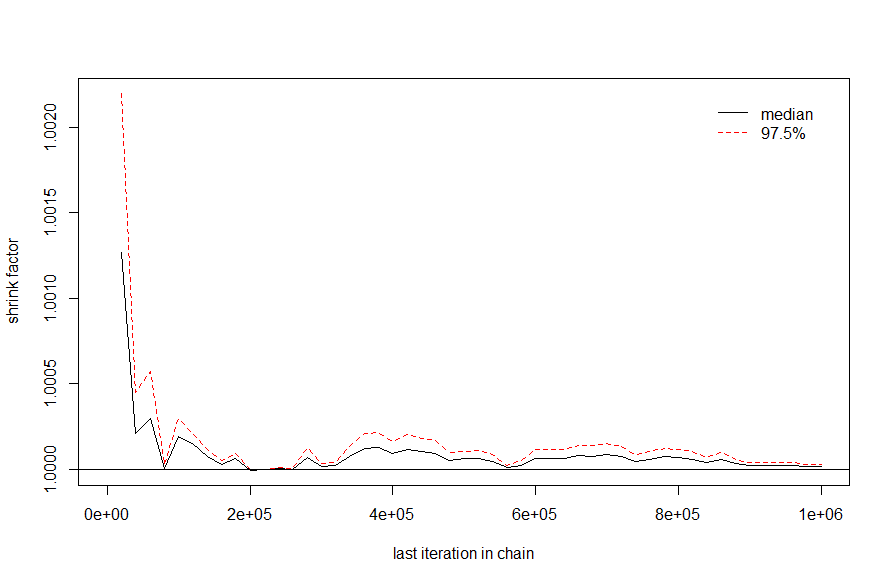 median
97.5%
shrink factor
1.0020
1.0015
1.0010
1.0005
1.0000
0e+00 2e+05 4e+05 6e+05 8e+05 1e+06
last iteration in chain